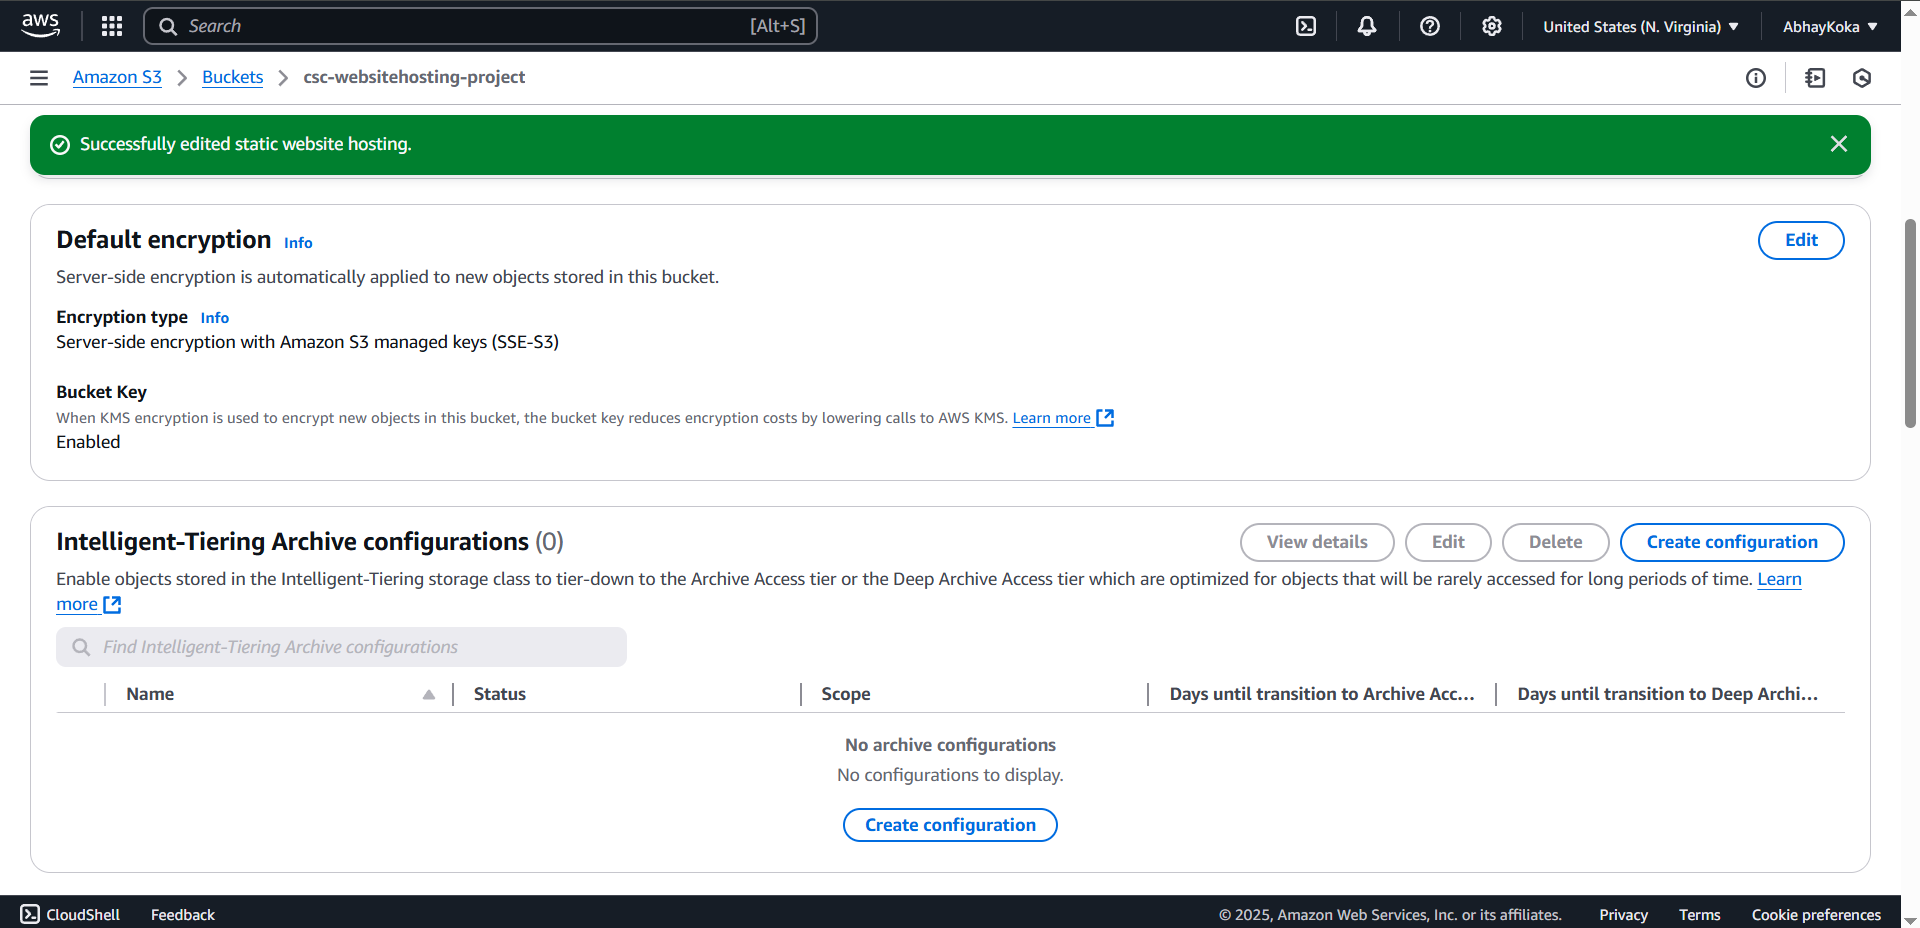 aws
Search [Alt+S] United States (N. Virginia) AbhayKoka
Amazon S3 Buckets csc-websitehosting-project
Successfully edited static website hosting.
Default encryption Info Edit
Server-side encryption is automatically applied to new objects stored in this bucket.
Encryption type Info
Server-side encryption with Amazon S3 managed keys (SSE-S3)
Bucket Key
When KMS encryption is used to encrypt new objects in this bucket, the bucket key reduces encryption costs by lowering calls to AWS KMS. Learn more
Enabled
Intelligent-Tiering Archive configurations (0) View details Edit Delete Create configuration
Enable objects stored in the Intelligent-Tiering storage class to tier-down to the Archive Access tier or the Deep Archive Access tier which are optimized for objects that will be rarely accessed for long periods of time. Learn
more
Find Intelligent-Tiering Archive configurations
Name Status Scope Days until transition to Archive Acc... Days until transition to Deep Archi...
No archive configurations
No configurations to display.
Create configuration
CloudShell Feedback © 2025, Amazon Web Services, Inc. or its affiliates. Privacy Terms Cookie preferences